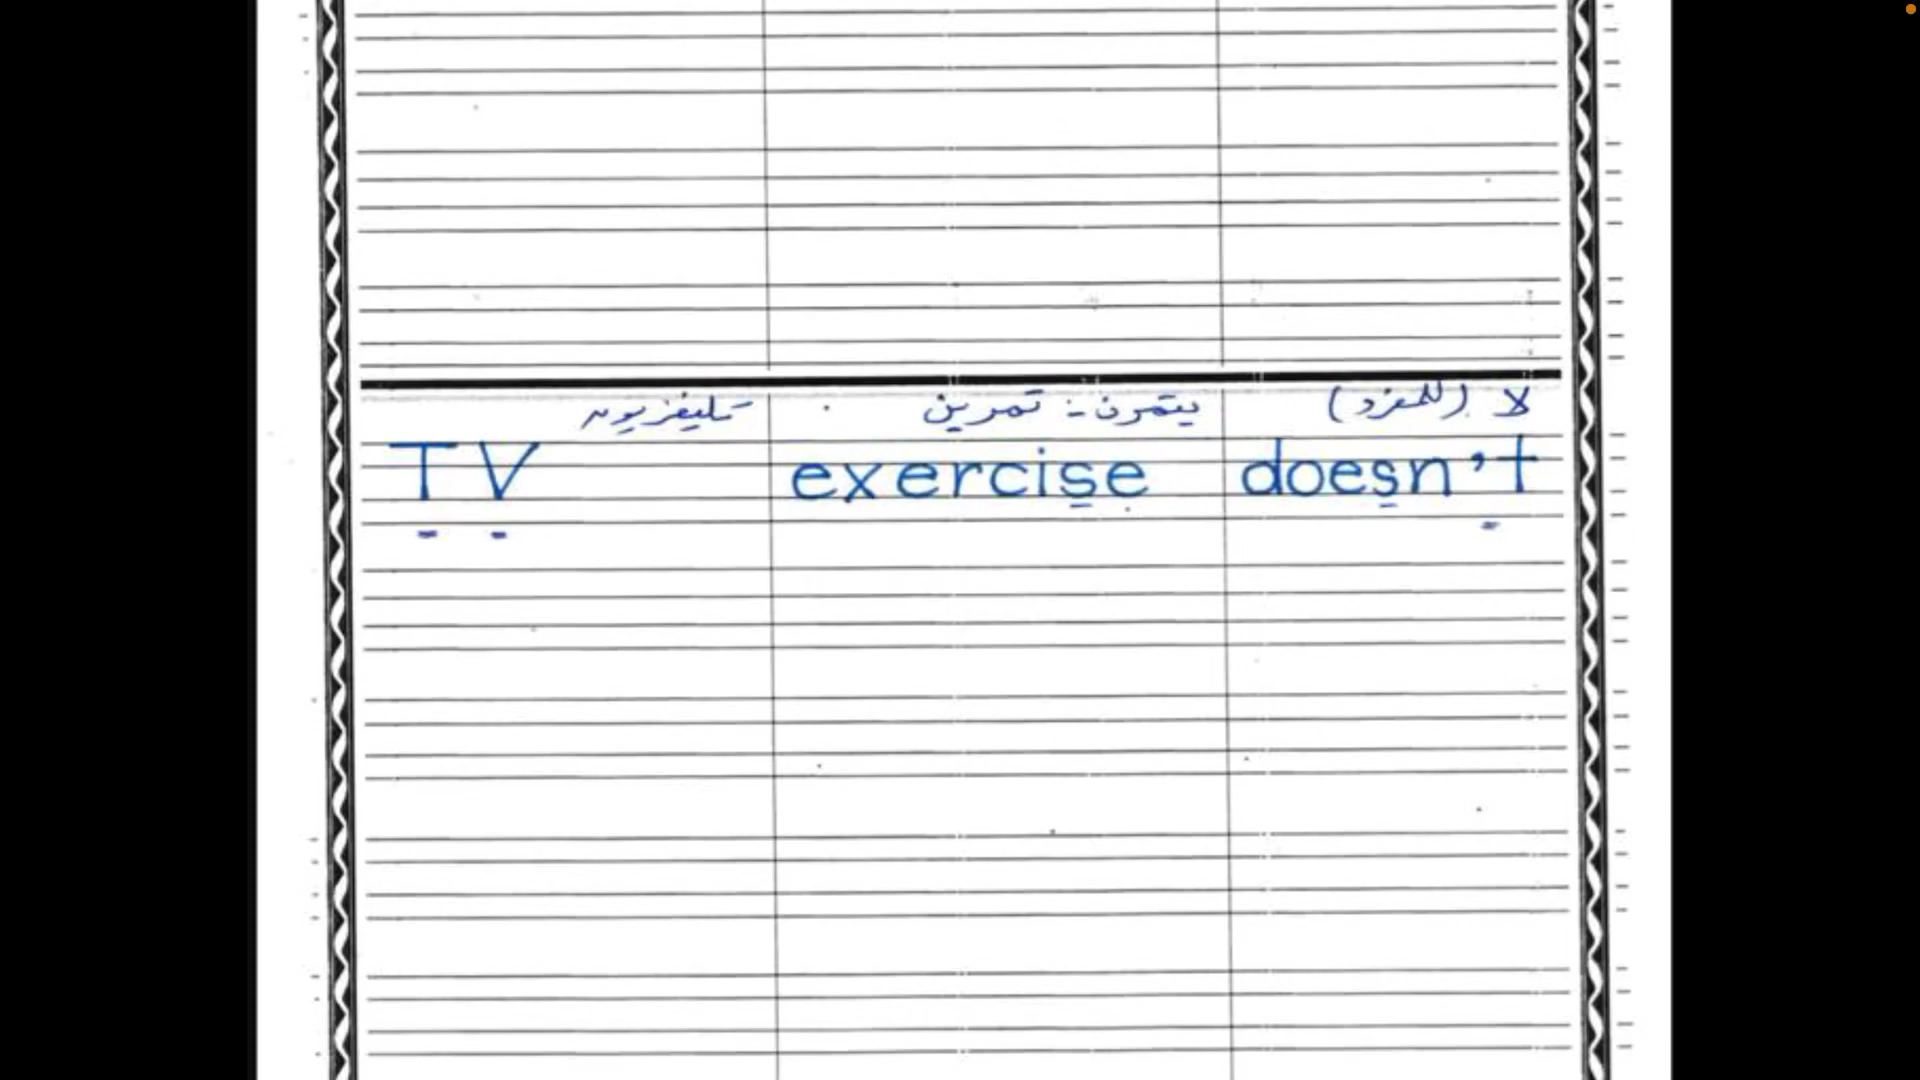 لا (للمفرد) يتمرن - تمرين تليفزيون
TV exercise doesn't